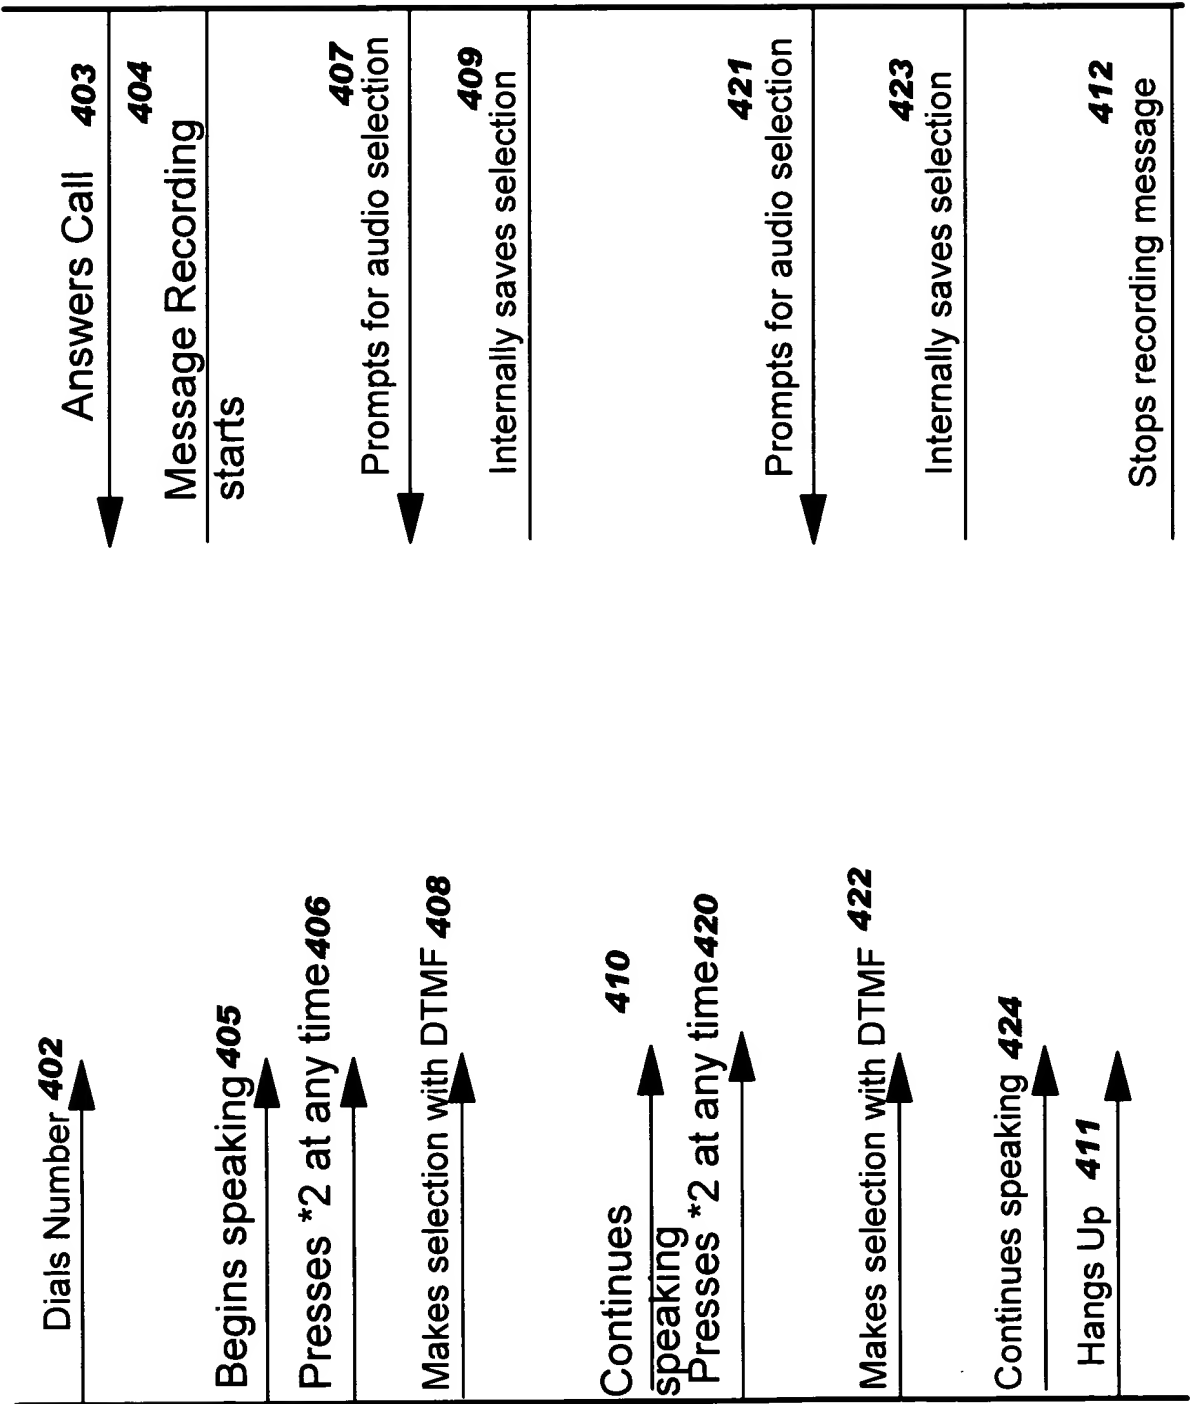 Dials Number 402
Answers Call 403
404
Message Recording
starts
Begins speaking 405
Presses *2 at any time 406
407
Prompts for audio selection
Makes selection with DTMF 408
409
Internally saves selection
410
Continues
speaking
Presses *2 at any time 420
421
Prompts for audio selection
Makes selection with DTMF 422
423
Internally saves selection
Continues speaking 424
Hangs Up 411
412
Stops recording message